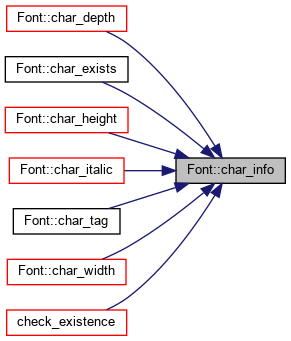 Font::char_depth
Font::char_exists
Font::char_height
Font::char_italic
Font::char_info
Font::char_tag
Font::char_width
check_existence